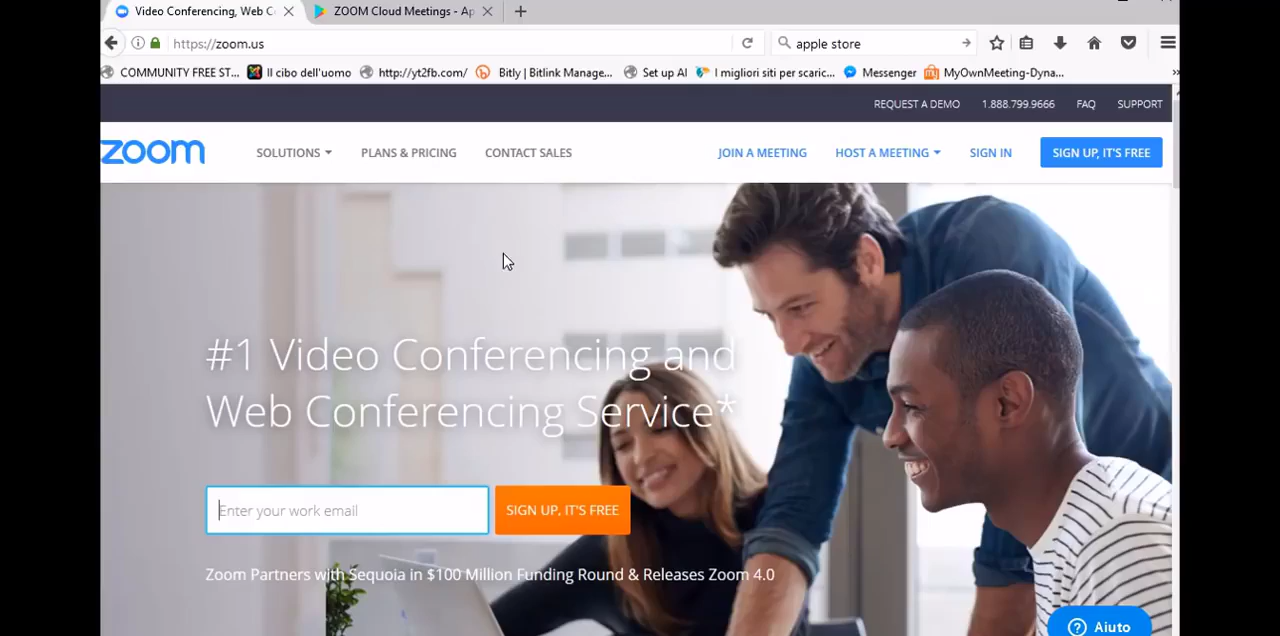 Video Conferencing, Web C
ZOOM Cloud Meetings - Ap
https://zoom.us
apple store
COMMUNITY FREE ST...
Il cibo dell'uomo
http://yt2fb.com/
Bitly | Bitlink Manage...
Set up AI
I migliori siti per scaric...
Messenger
MyOwnMeeting-Dyna...
REQUEST A DEMO
1.888.799.9666
FAQ
SUPPORT
zoom
SOLUTIONS
PLANS & PRICING
CONTACT SALES
JOIN A MEETING
HOST A MEETING
SIGN IN
SIGN UP, IT'S FREE
#1 Video Conferencing and
Web Conferencing Service*
Enter your work email
SIGN UP, IT'S FREE
Zoom Partners with Sequoia in $100 Million Funding Round & Releases Zoom 4.0
Aiuto